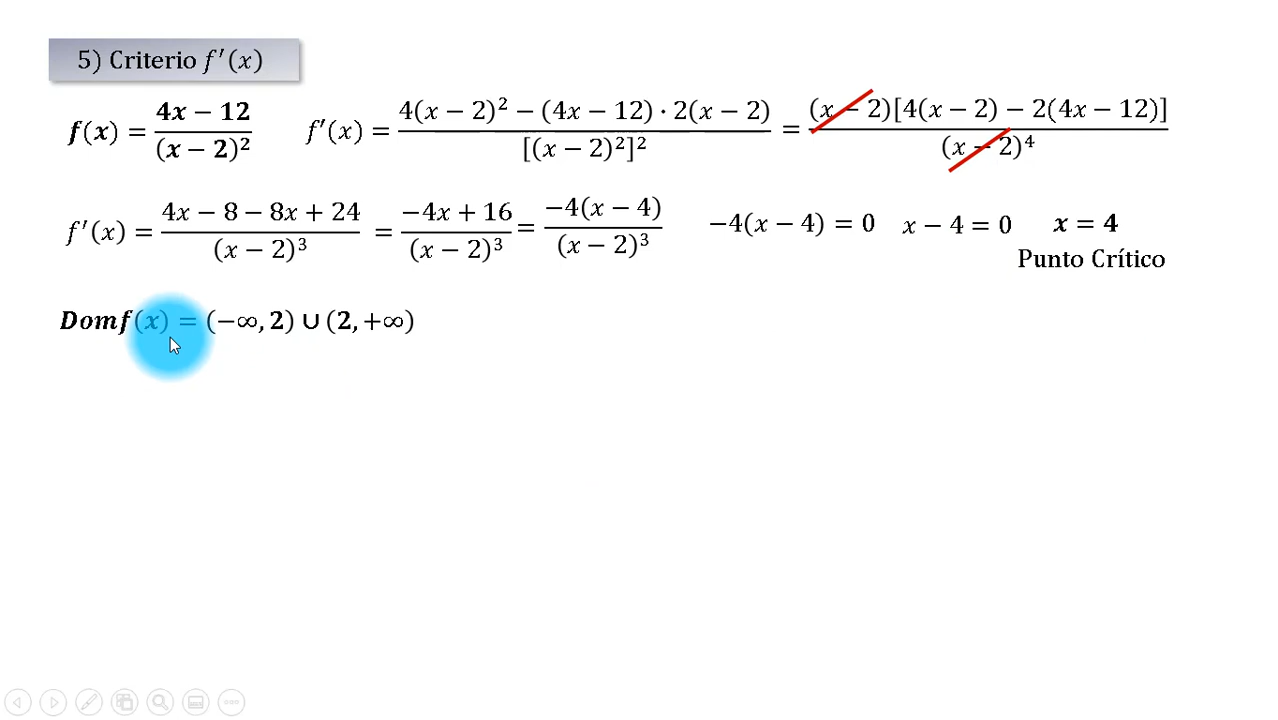 5) Criterio f′(x)
f(x) = (4x − 12)/(x − 2)² f′(x) = (4(x − 2)² − (4x − 12) · 2(x − 2))/[(x − 2)²]² = ((x − 2)[4(x − 2) − 2(4x − 12)])/(x − 2)⁴
f′(x) = (4x − 8 − 8x + 24)/(x − 2)³ = (−4x + 16)/(x − 2)³ = (−4(x − 4))/(x − 2)³ −4(x − 4) = 0 x − 4 = 0 x = 4
Punto Crítico
Domf(x) = (−∞, 2) ∪ (2, +∞)